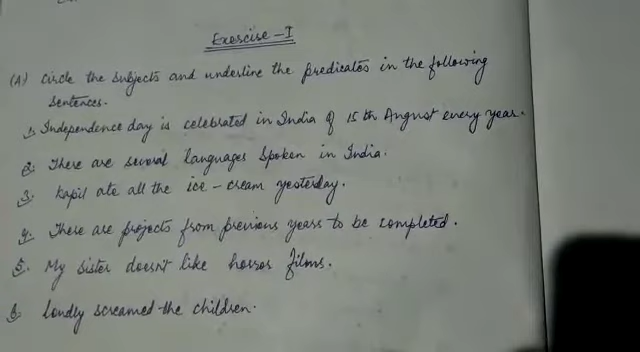 Exercise - I
(A) Circle the subjects and underline the predicates in the following
sentences.
1. Independence day is celebrated in India of 15th August every year.
2. There are several languages spoken in India.
3. Kapil ate all the ice-cream yesterday.
4. There are projects from previous years to be completed.
5. My sister doesn't like horror films.
6. Loudly screamed the children.